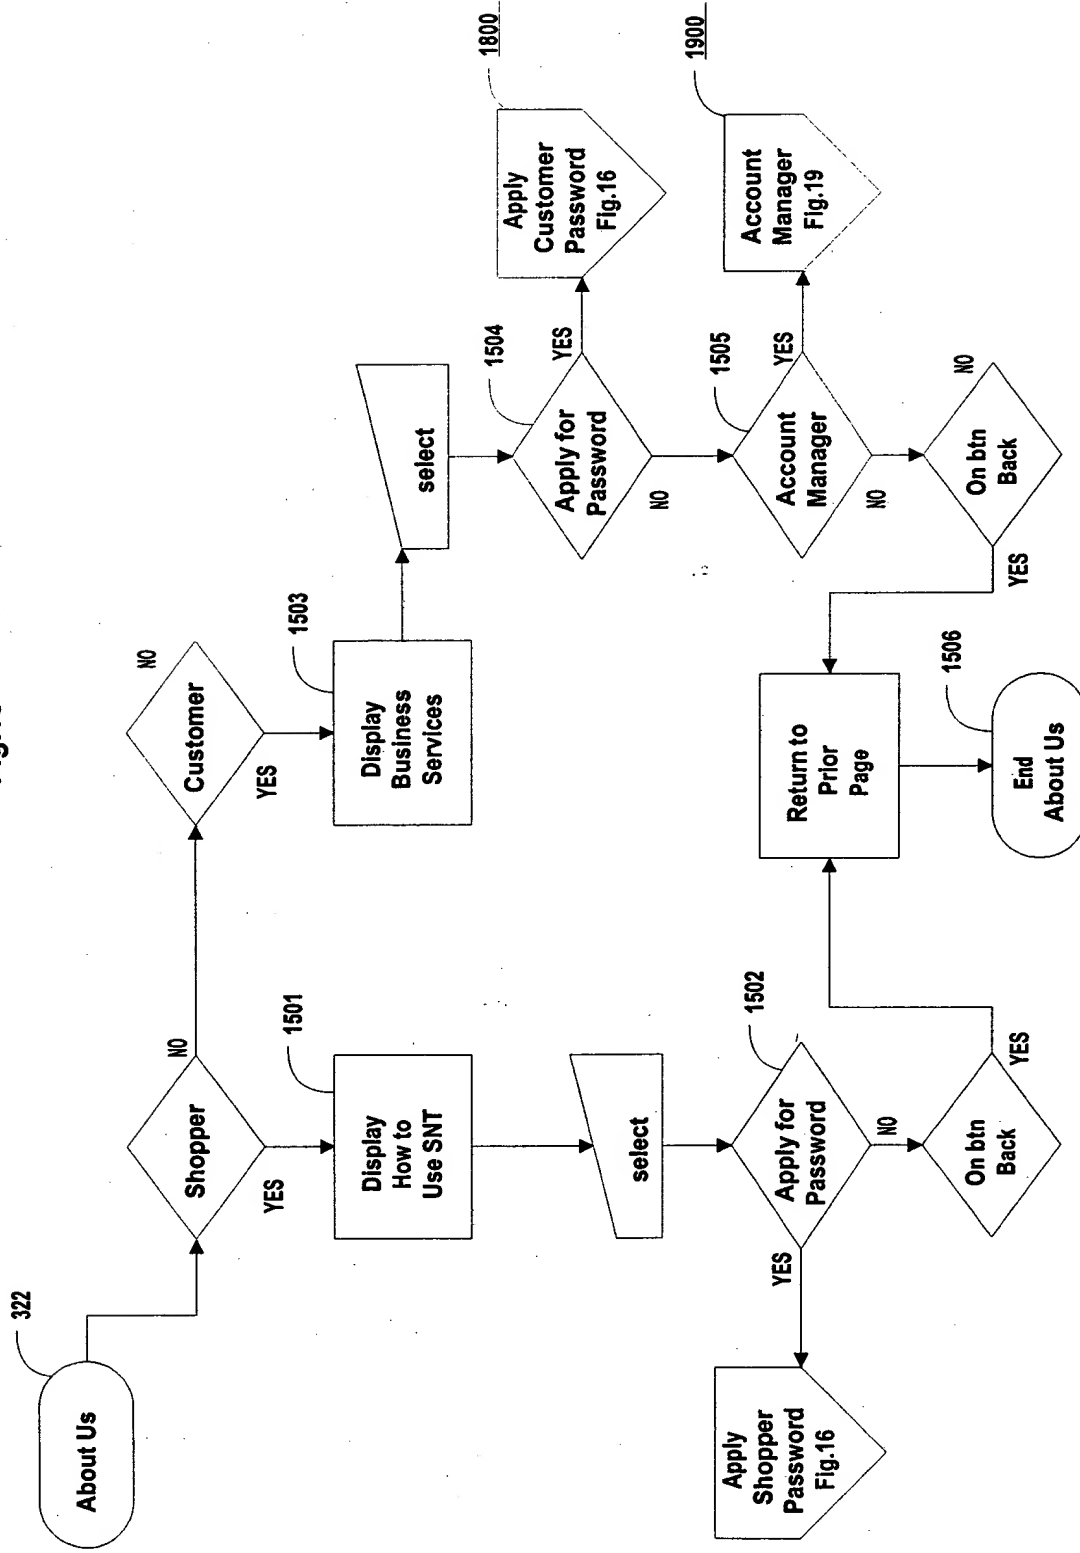 322
About Us
Shopper
NO
YES
Customer
NO
YES
1501
Display
How to
Use SNT
1503
Display
Business
Services
select
select
1502
Apply for
Password
YES
NO
Apply
Shopper
Password
Fig.16
On btn
Back
YES
1504
Apply for
Password
YES
NO
1800
Apply
Customer
Password
Fig.16
1505
Account
Manager
YES
NO
1900
Account
Manager
Fig.19
On btn
Back
NO
YES
Return to
Prior
Page
1506
End
About Us